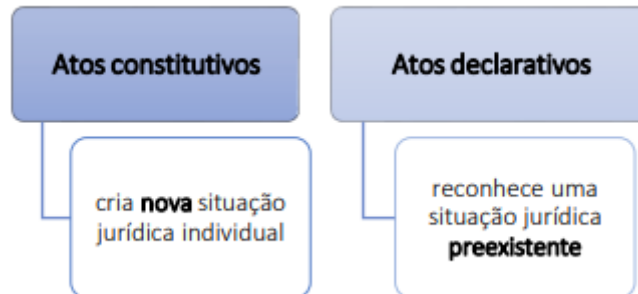 Atos constitutivos
cria nova situação
jurídica individual
Atos declarativos
reconhece uma
situação jurídica
preexistente